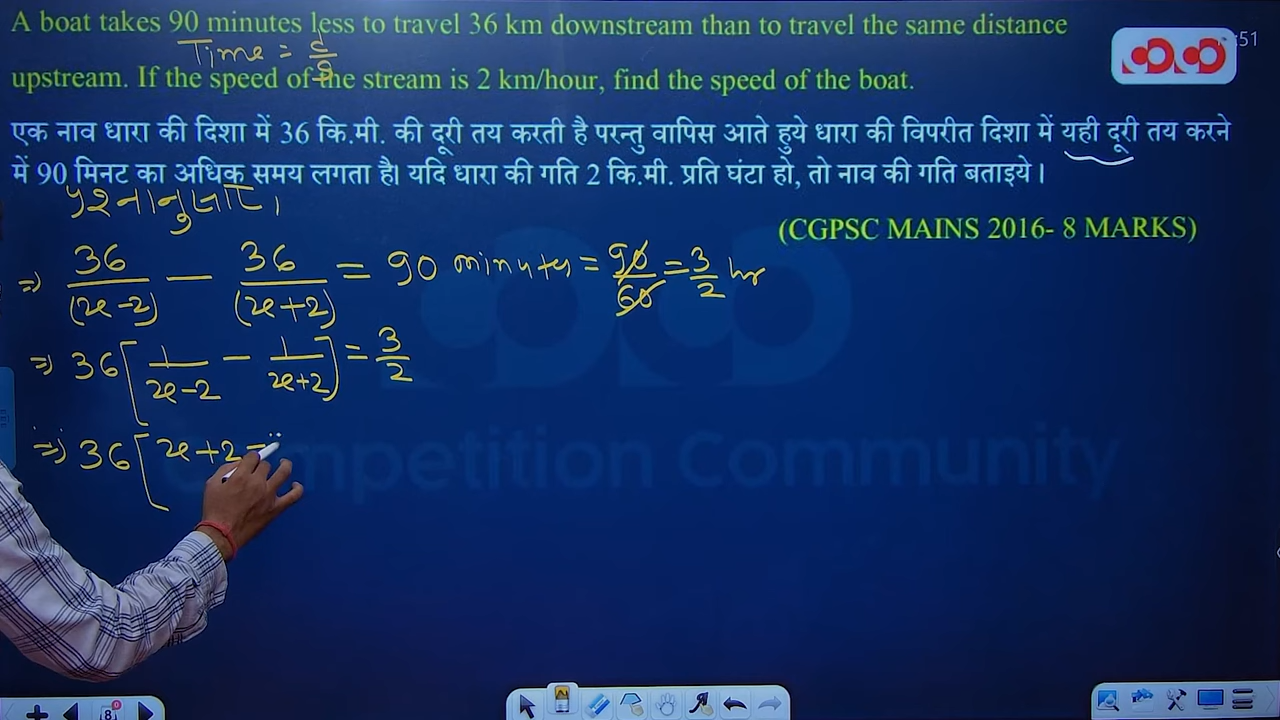 A boat takes 90 minutes less to travel 36 km downstream than to travel the same distance
Time = d/s
upstream. If the speed of the stream is 2 km/hour, find the speed of the boat.
:51
एक नाव धारा की दिशा में 36 कि.मी. की दूरी तय करती है परन्तु वापिस आते हुये धारा की विपरीत दिशा में यही दूरी तय करने
में 90 मिनट का अधिक समय लगता है। यदि धारा की गति 2 कि.मी. प्रति घंटा हो, तो नाव की गति बताइये।
प्रश्नानुसार।
(CGPSC MAINS 2016- 8 MARKS)
=> 36/(x-2) - 36/(x+2) = 90 minutes = 90/60 = 3/2 hr
=> 36[1/x-2 - 1/x+2] = 3/2
=> 36[x+2-
Competition Community
8